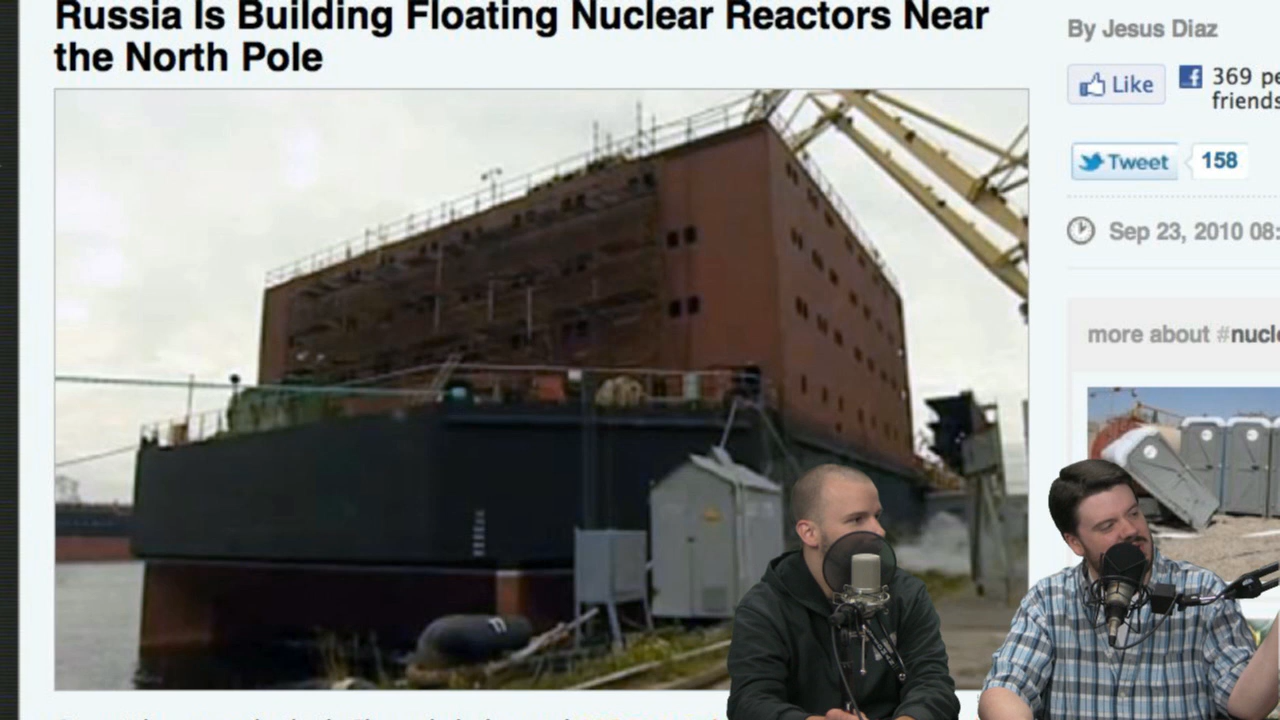 Russia Is Building Floating Nuclear Reactors Near
the North Pole
By Jesus Diaz
Like
369
friends
Tweet
158
Sep 23, 2010
more about